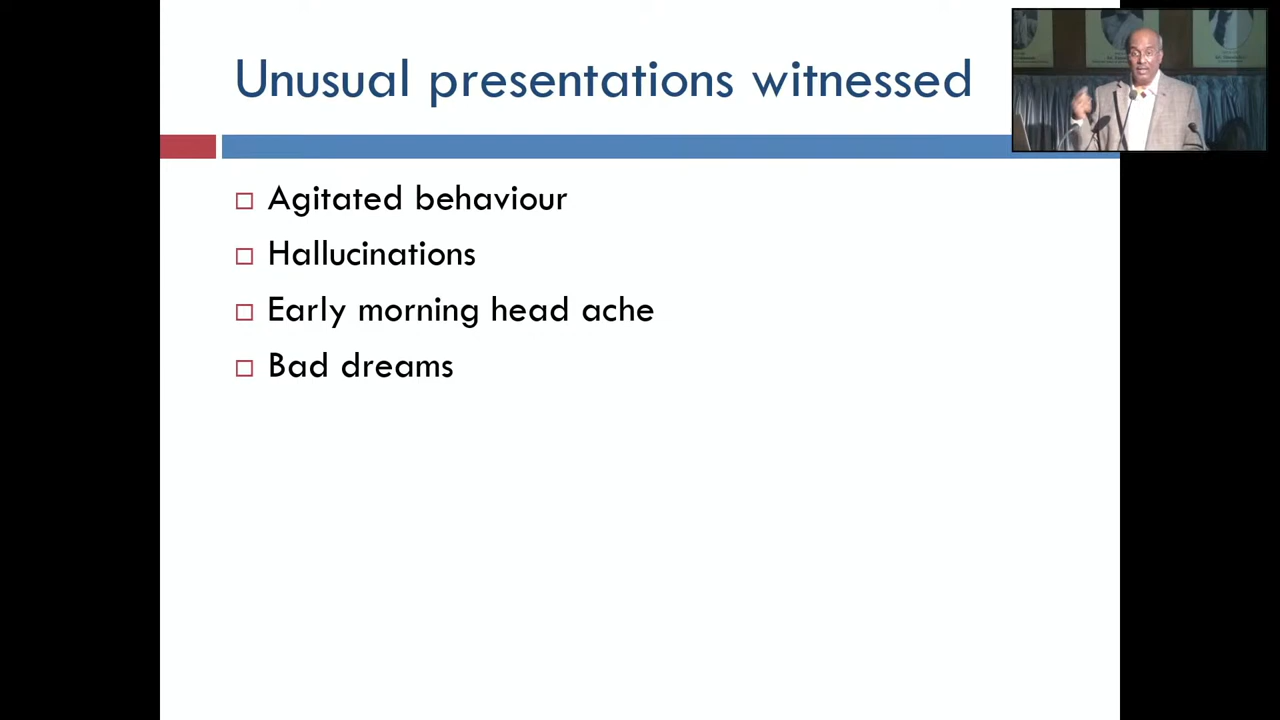 Unusual presentations witnessed
Agitated behaviour
Hallucinations
Early morning head ache
Bad dreams